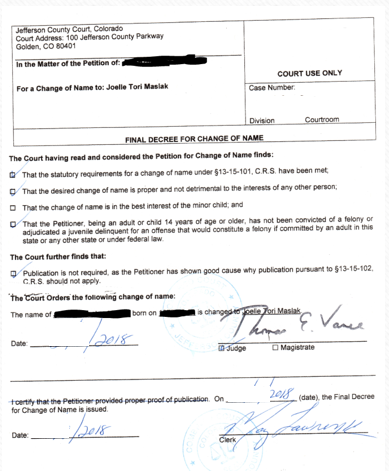 Jefferson County Court, Colorado
Court Address: 100 Jefferson County Parkway
Golden, CO 80401
In the Matter of the Petition of:
For a Change of Name to: Joelle Tori Maslak
COURT USE ONLY
Case Number:
Division Courtroom
FINAL DECREE FOR CHANGE OF NAME
The Court having read and considered the Petition for Change of Name finds:
That the statutory requirements for a change of name under §13-15-101, C.R.S. have been met;
That the desired change of name is proper and not detrimental to the interests of any other person;
That the change of name is in the best interest of the minor child; and
That the Petitioner, being an adult or child 14 years of age or older, has not been convicted of a felony or
adjudicated a juvenile delinquent for an offense that would constitute a felony if committed by an adult in this
state or any other state or under federal law.
The Court further finds that:
Publication is not required, as the Petitioner has shown good cause why publication pursuant to §13-15-102,
C.R.S. should not apply.
The Court Orders the following change of name:
The name of born on is changed to Joelle Tori Maslak
Thomas E. Vance
Date: /2018
Judge Magistrate
I certify that the Petitioner provided proper proof of publication. On 2018 (date), the Final Decree
for Change of Name is issued.
Date: /2018
Clerk